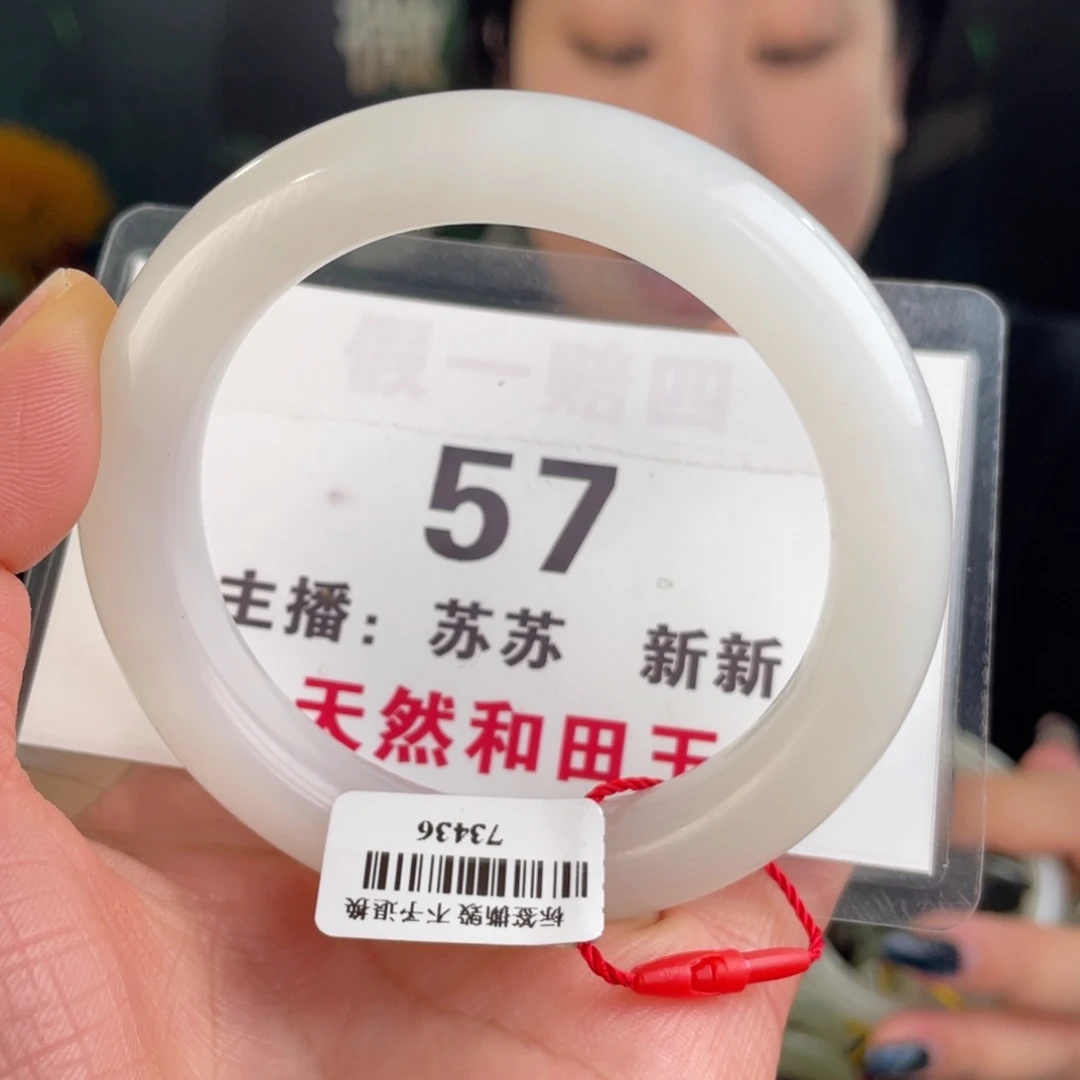 假一赔四
57
主播：苏苏 新新
天然和田玉
标签撕毁 不予退换
73436